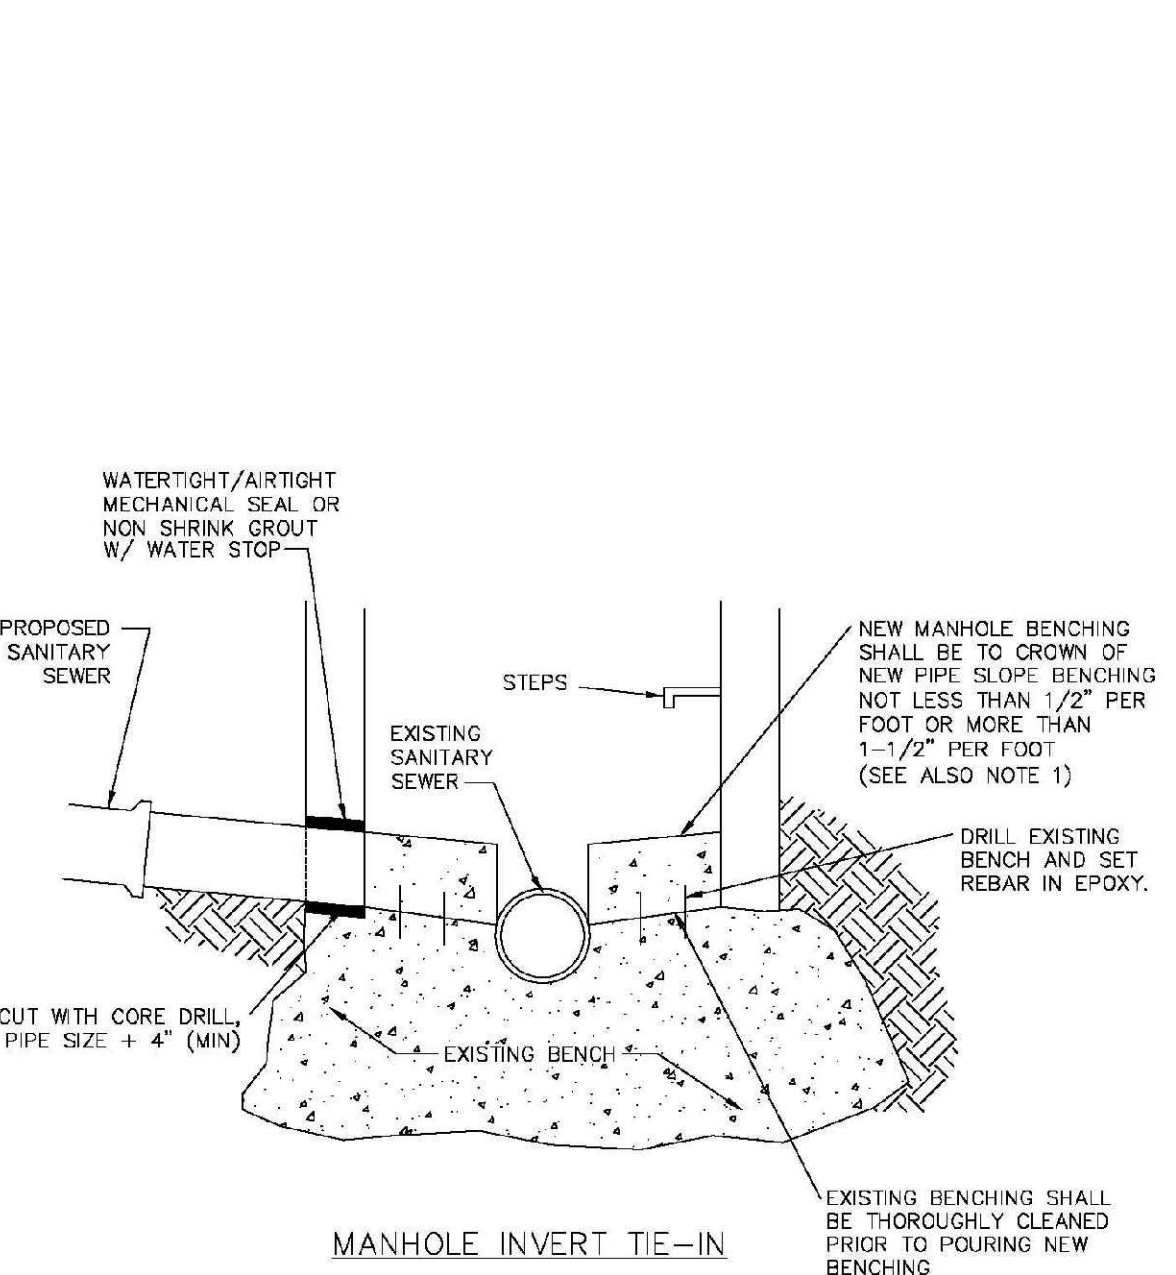 WATERTIGHT/AIRTIGHT
MECHANICAL SEAL OR
NON SHRINK GROUT
W/ WATER STOP
PROPOSED
SANITARY
SEWER
STEPS
EXISTING
SANITARY
SEWER
NEW MANHOLE BENCHING
SHALL BE TO CROWN OF
NEW PIPE SLOPE BENCHING
NOT LESS THAN 1/2" PER
FOOT OR MORE THAN
1-1/2" PER FOOT
(SEE ALSO NOTE 1)
DRILL EXISTING
BENCH AND SET
REBAR IN EPOXY.
CUT WITH CORE DRILL,
PIPE SIZE + 4" (MIN)
EXISTING BENCH
EXISTING BENCHING SHALL
BE THOROUGHLY CLEANED
PRIOR TO POURING NEW
BENCHING
MANHOLE INVERT TIE-IN